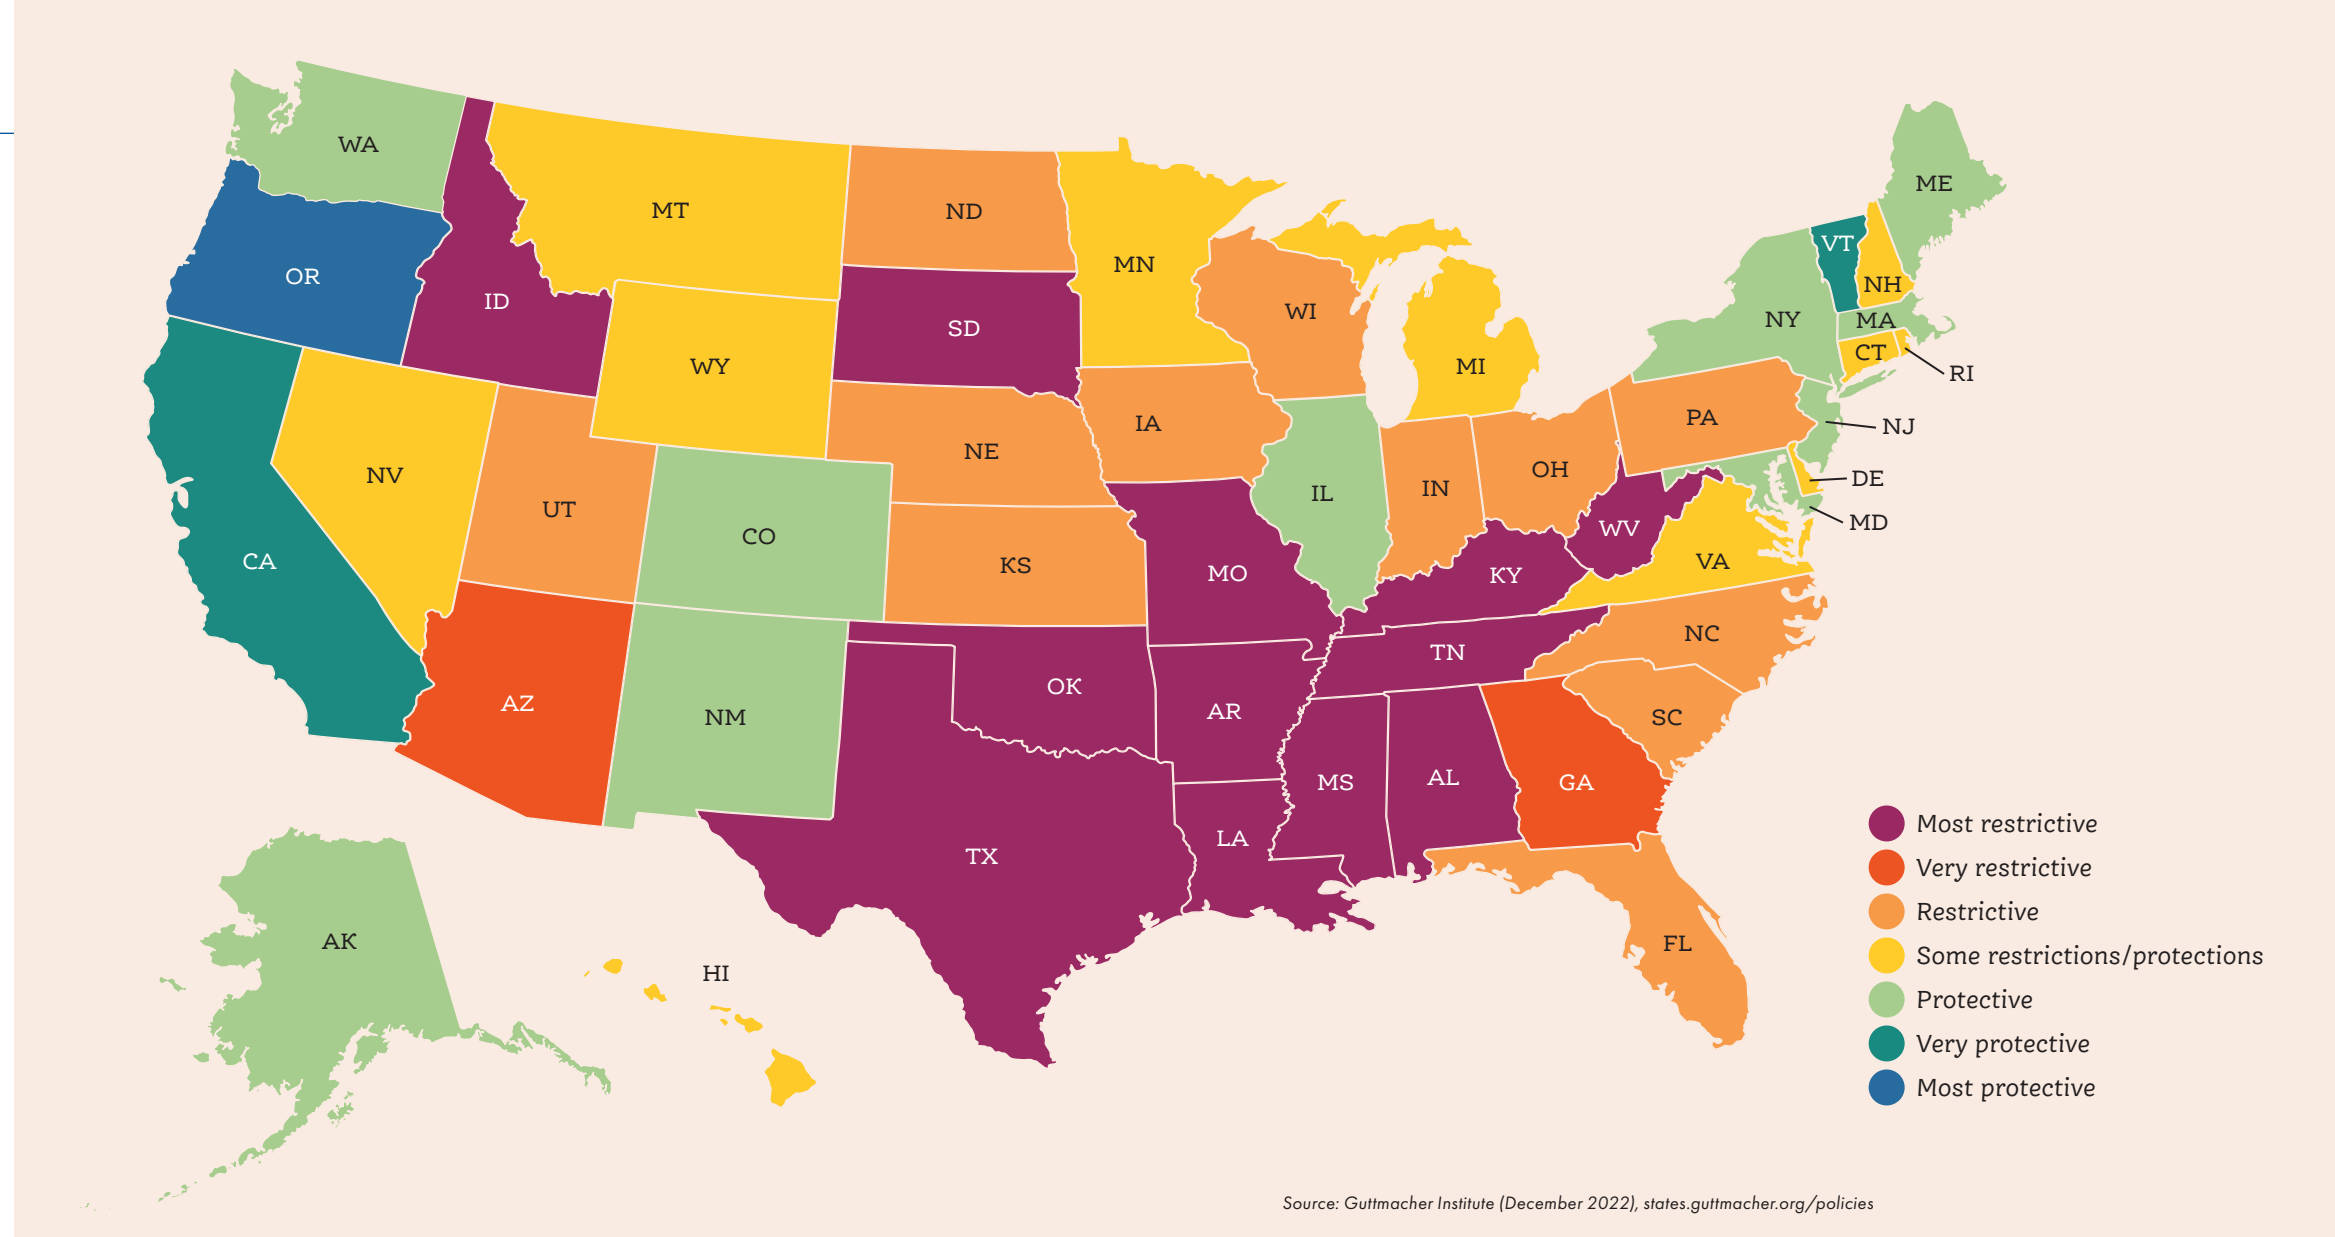 WA
ME
MT
ND
VT
MN
OR
NH
ID
WI
NY
MA
SD
CT
WY
MI
RI
PA
IA
NJ
NE
NV
OH
DE
IN
IL
UT
MD
WV
CO
CA
VA
KS
MO
KY
NC
TN
OK
AZ
AR
NM
SC
AL
MS
GA
Most restrictive
LA
TX
Very restrictive
Restrictive
AK
FL
Some restrictions/protections
HI
Protective
Very protective
Most protective
Source: Guttmacher Institute (December 2022), states.guttmacher.org/policies